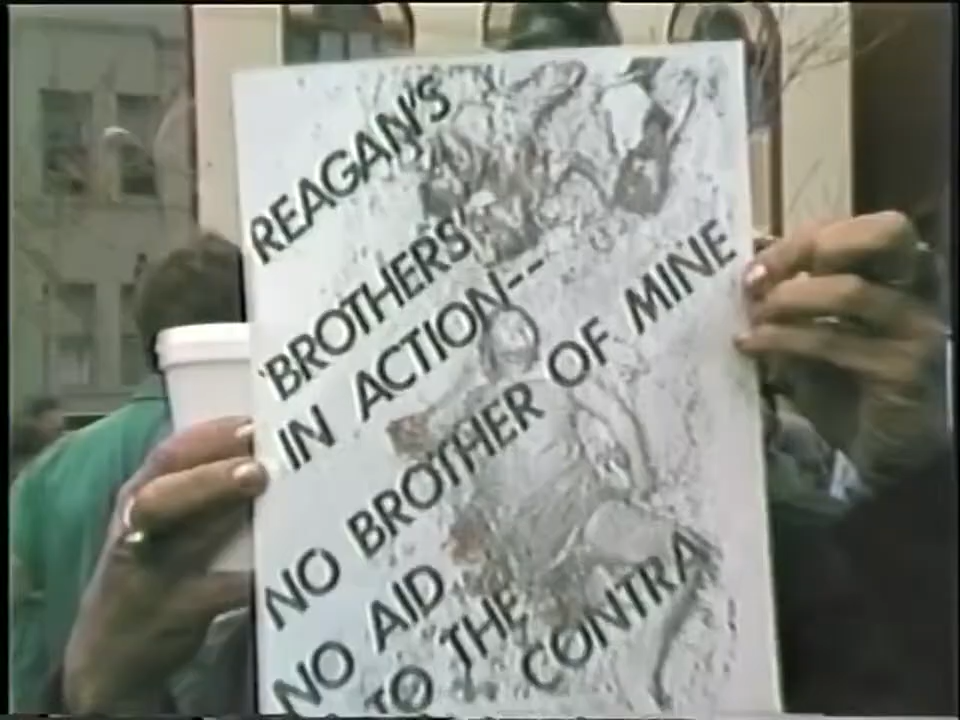 REAGAN'S
'BROTHERS'
IN ACTION--
NO BROTHER OF MINE
NO AID
TO THE
CONTRA